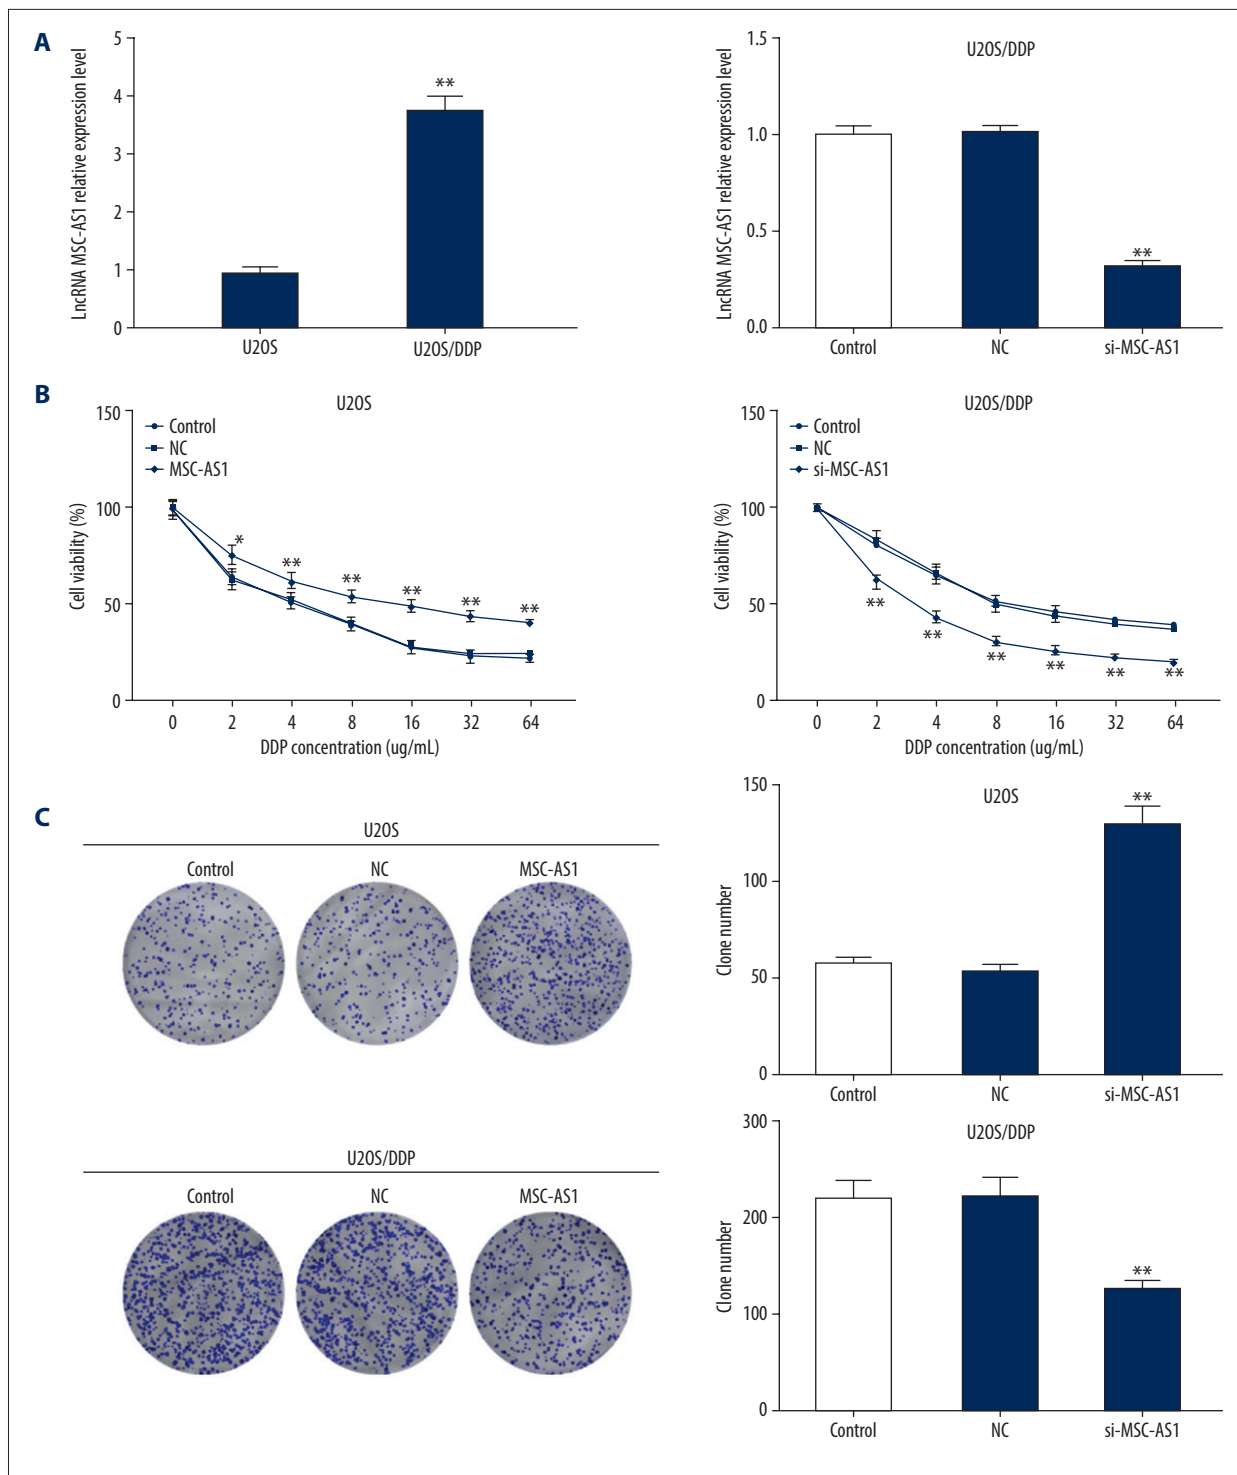 A
LncRNA MSC-AS1 relative expression level
5
4
3
2
1
0
**
U2OS
U2OS/DDP
LncRNA MSC-AS1 relative expression level
U2OS/DDP
1.5
1.0
0.5
0.0
**
Control
NC
si-MSC-AS1
B
U2OS
Control
NC
MSC-AS1
Cell viability (%)
150
100
50
0
*
**
**
**
**
**
0 2 4 8 16 32 64
DDP concentration (ug/mL)
U2OS/DDP
Control
NC
si-MSC-AS1
Cell viability (%)
150
100
50
0
**
**
**
**
**
**
0 2 4 8 16 32 64
DDP concentration (ug/mL)
C
U2OS
Control NC MSC-AS1
U2OS
Clone number
150
100
50
0
**
Control NC si-MSC-AS1
U2OS/DDP
Control NC MSC-AS1
U2OS/DDP
Clone number
300
200
100
0
**
Control NC si-MSC-AS1